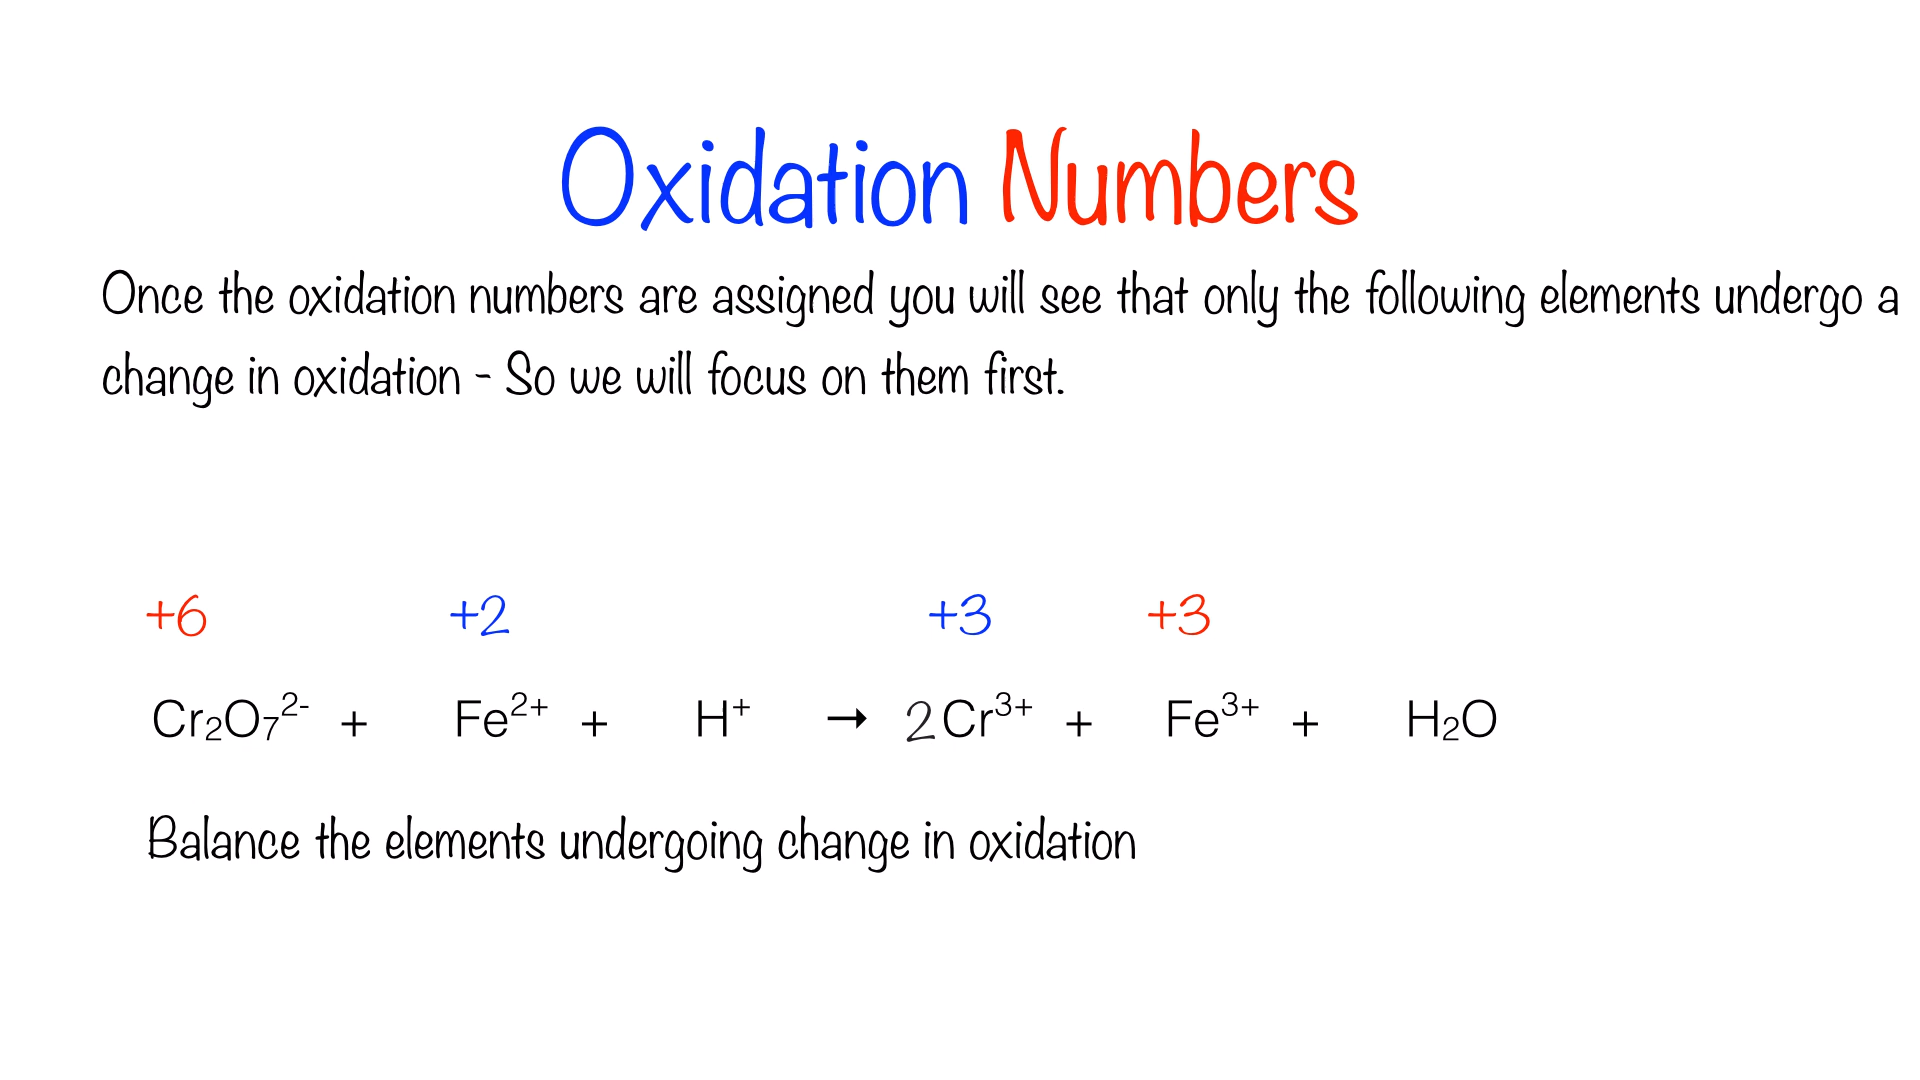 Oxidation Numbers
Once the oxidation numbers are assigned you will see that only the following elements undergo a
change in oxidation - So we will focus on them first.
+6 +2 +3 +3
Cr₂O₇²⁻ + Fe²⁺ + H⁺ → 2Cr³⁺ + Fe³⁺ + H₂O
Balance the elements undergoing change in oxidation